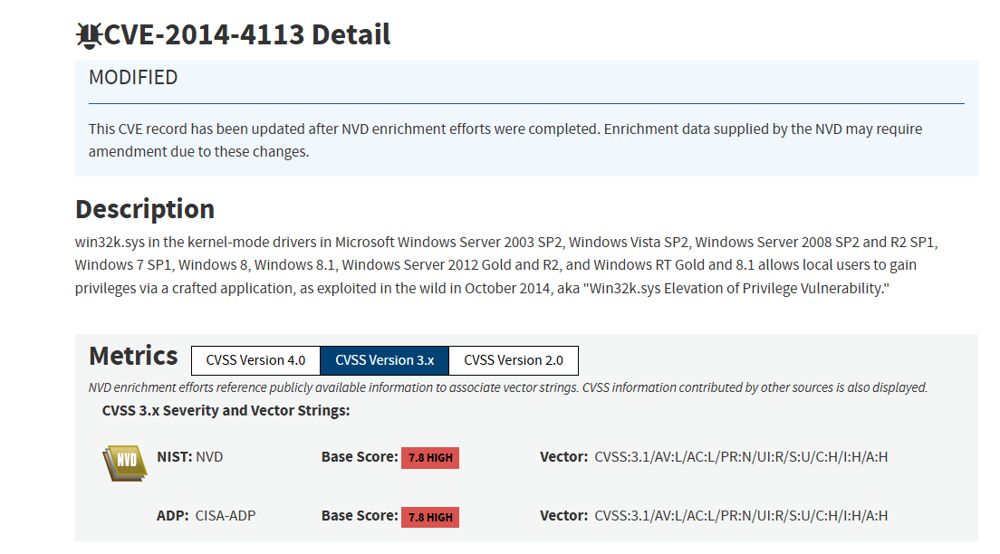 CVE-2014-4113 Detail
MODIFIED
This CVE record has been updated after NVD enrichment efforts were completed. Enrichment data supplied by the NVD may require
amendment due to these changes.
Description
win32k.sys in the kernel-mode drivers in Microsoft Windows Server 2003 SP2, Windows Vista SP2, Windows Server 2008 SP2 and R2 SP1,
Windows 7 SP1, Windows 8, Windows 8.1, Windows Server 2012 Gold and R2, and Windows RT Gold and 8.1 allows local users to gain
privileges via a crafted application, as exploited in the wild in October 2014, aka "Win32k.sys Elevation of Privilege Vulnerability."
Metrics CVSS Version 4.0 CVSS Version 3.x CVSS Version 2.0
NVD enrichment efforts reference publicly available information to associate vector strings. CVSS information contributed by other sources is also displayed.
CVSS 3.x Severity and Vector Strings:
NVD NIST: NVD Base Score: 7.8 HIGH Vector: CVSS:3.1/AV:L/AC:L/PR:N/UI:R/S:U/C:H/I:H/A:H
ADP: CISA-ADP Base Score: 7.8 HIGH Vector: CVSS:3.1/AV:L/AC:L/PR:N/UI:R/S:U/C:H/I:H/A:H